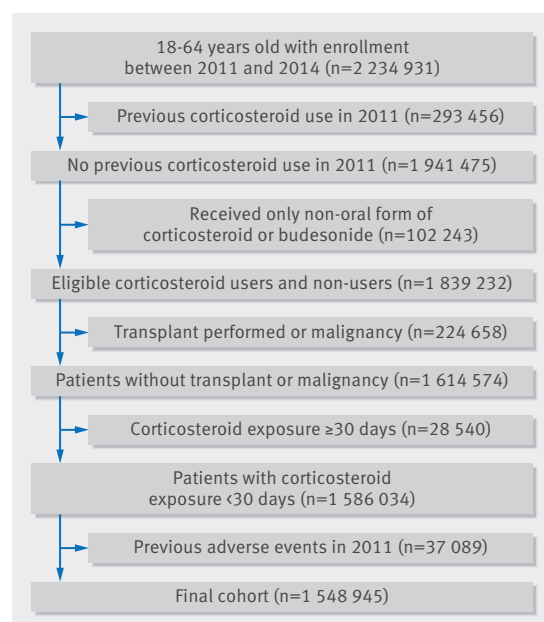 18-64 years old with enrollment
between 2011 and 2014 (n=2 234 931)
Previous corticosteroid use in 2011 (n=293 456)
No previous corticosteroid use in 2011 (n=1 941 475)
Received only non-oral form of
corticosteroid or budesonide (n=102 243)
Eligible corticosteroid users and non-users (n=1 839 232)
Transplant performed or malignancy (n=224 658)
Patients without transplant or malignancy (n=1 614 574)
Corticosteroid exposure ≥30 days (n=28 540)
Patients with corticosteroid
exposure <30 days (n=1 586 034)
Previous adverse events in 2011 (n=37 089)
Final cohort (n=1 548 945)